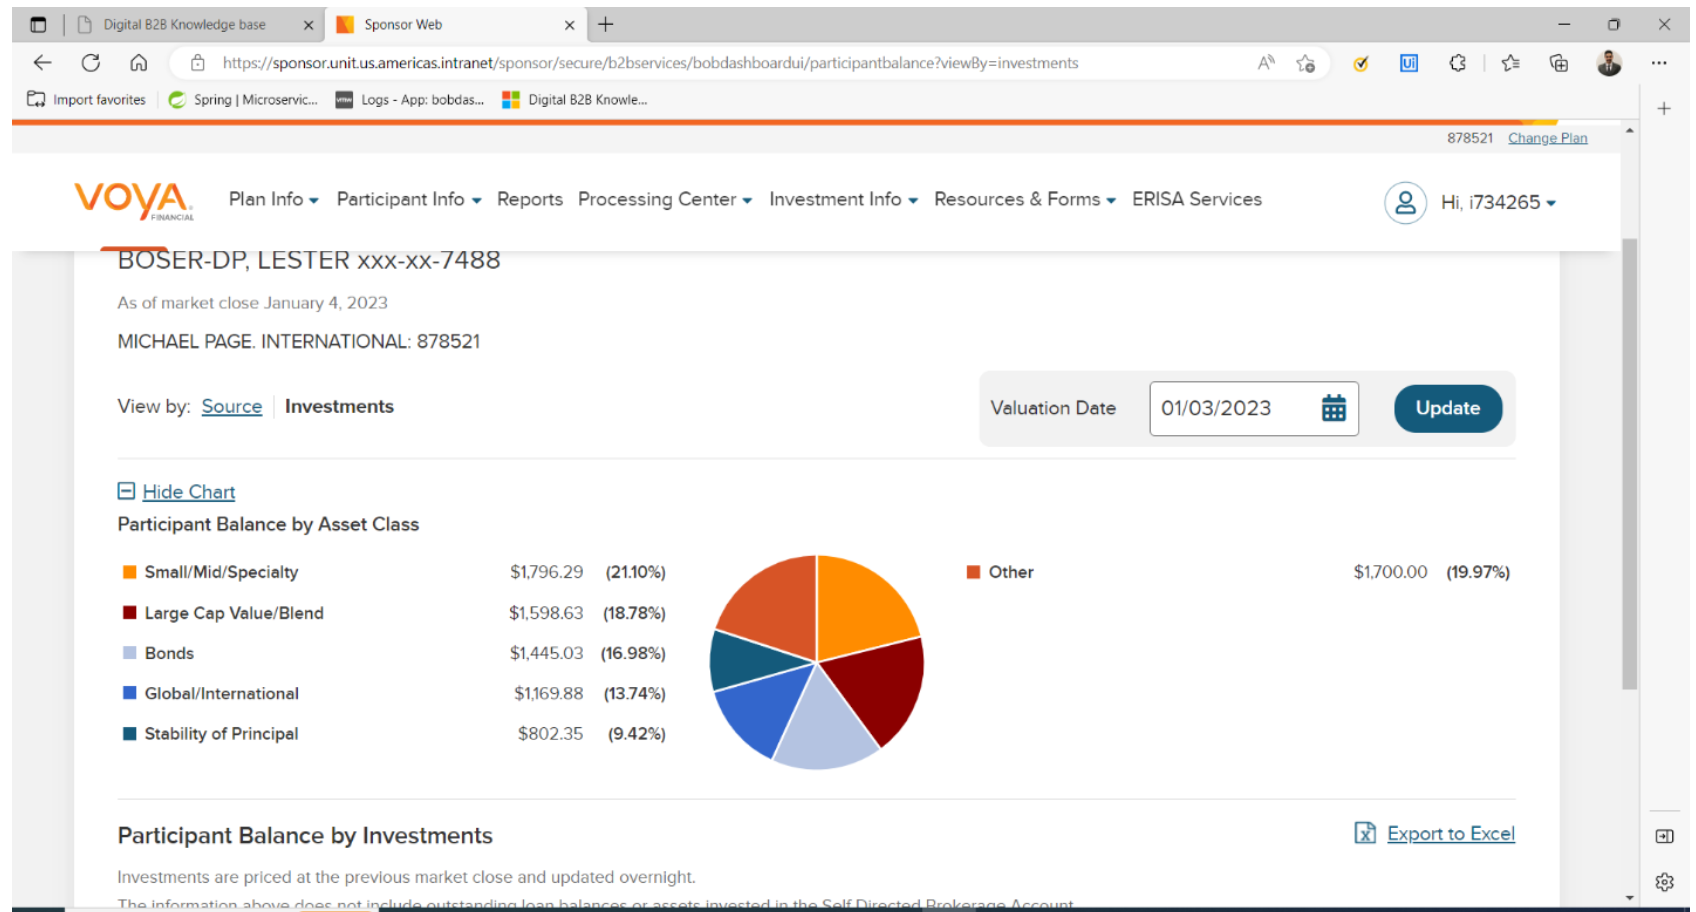 Digital B2B Knowledge base
Sponsor Web
https://sponsor.unit.us.americas.intranet/sponsor/secure/b2bservices/bobdashboardui/participantbalance?viewBy=investments
Import favorites
Spring | Microservic...
vmw
Logs - App: bobdas...
Digital B2B Knowle...
878521 Change Plan
VOYA FINANCIAL
Plan Info
Participant Info
Reports
Processing Center
Investment Info
Resources & Forms
ERISA Services
Hi, i734265
BOSER-DP, LESTER xxx-xx-7488
As of market close January 4, 2023
MICHAEL PAGE. INTERNATIONAL: 878521
View by: Source Investments
Valuation Date 01/03/2023 Update
Hide Chart
Participant Balance by Asset Class
Small/Mid/Specialty $1,796.29 (21.10%)
Large Cap Value/Blend $1,598.63 (18.78%)
Bonds $1,445.03 (16.98%)
Global/International $1,169.88 (13.74%)
Stability of Principal $802.35 (9.42%)
Other $1,700.00 (19.97%)
Participant Balance by Investments
Export to Excel
Investments are priced at the previous market close and updated overnight.
The information above does not include outstanding loan balances or assets invested in the Self Directed Brokerage Account